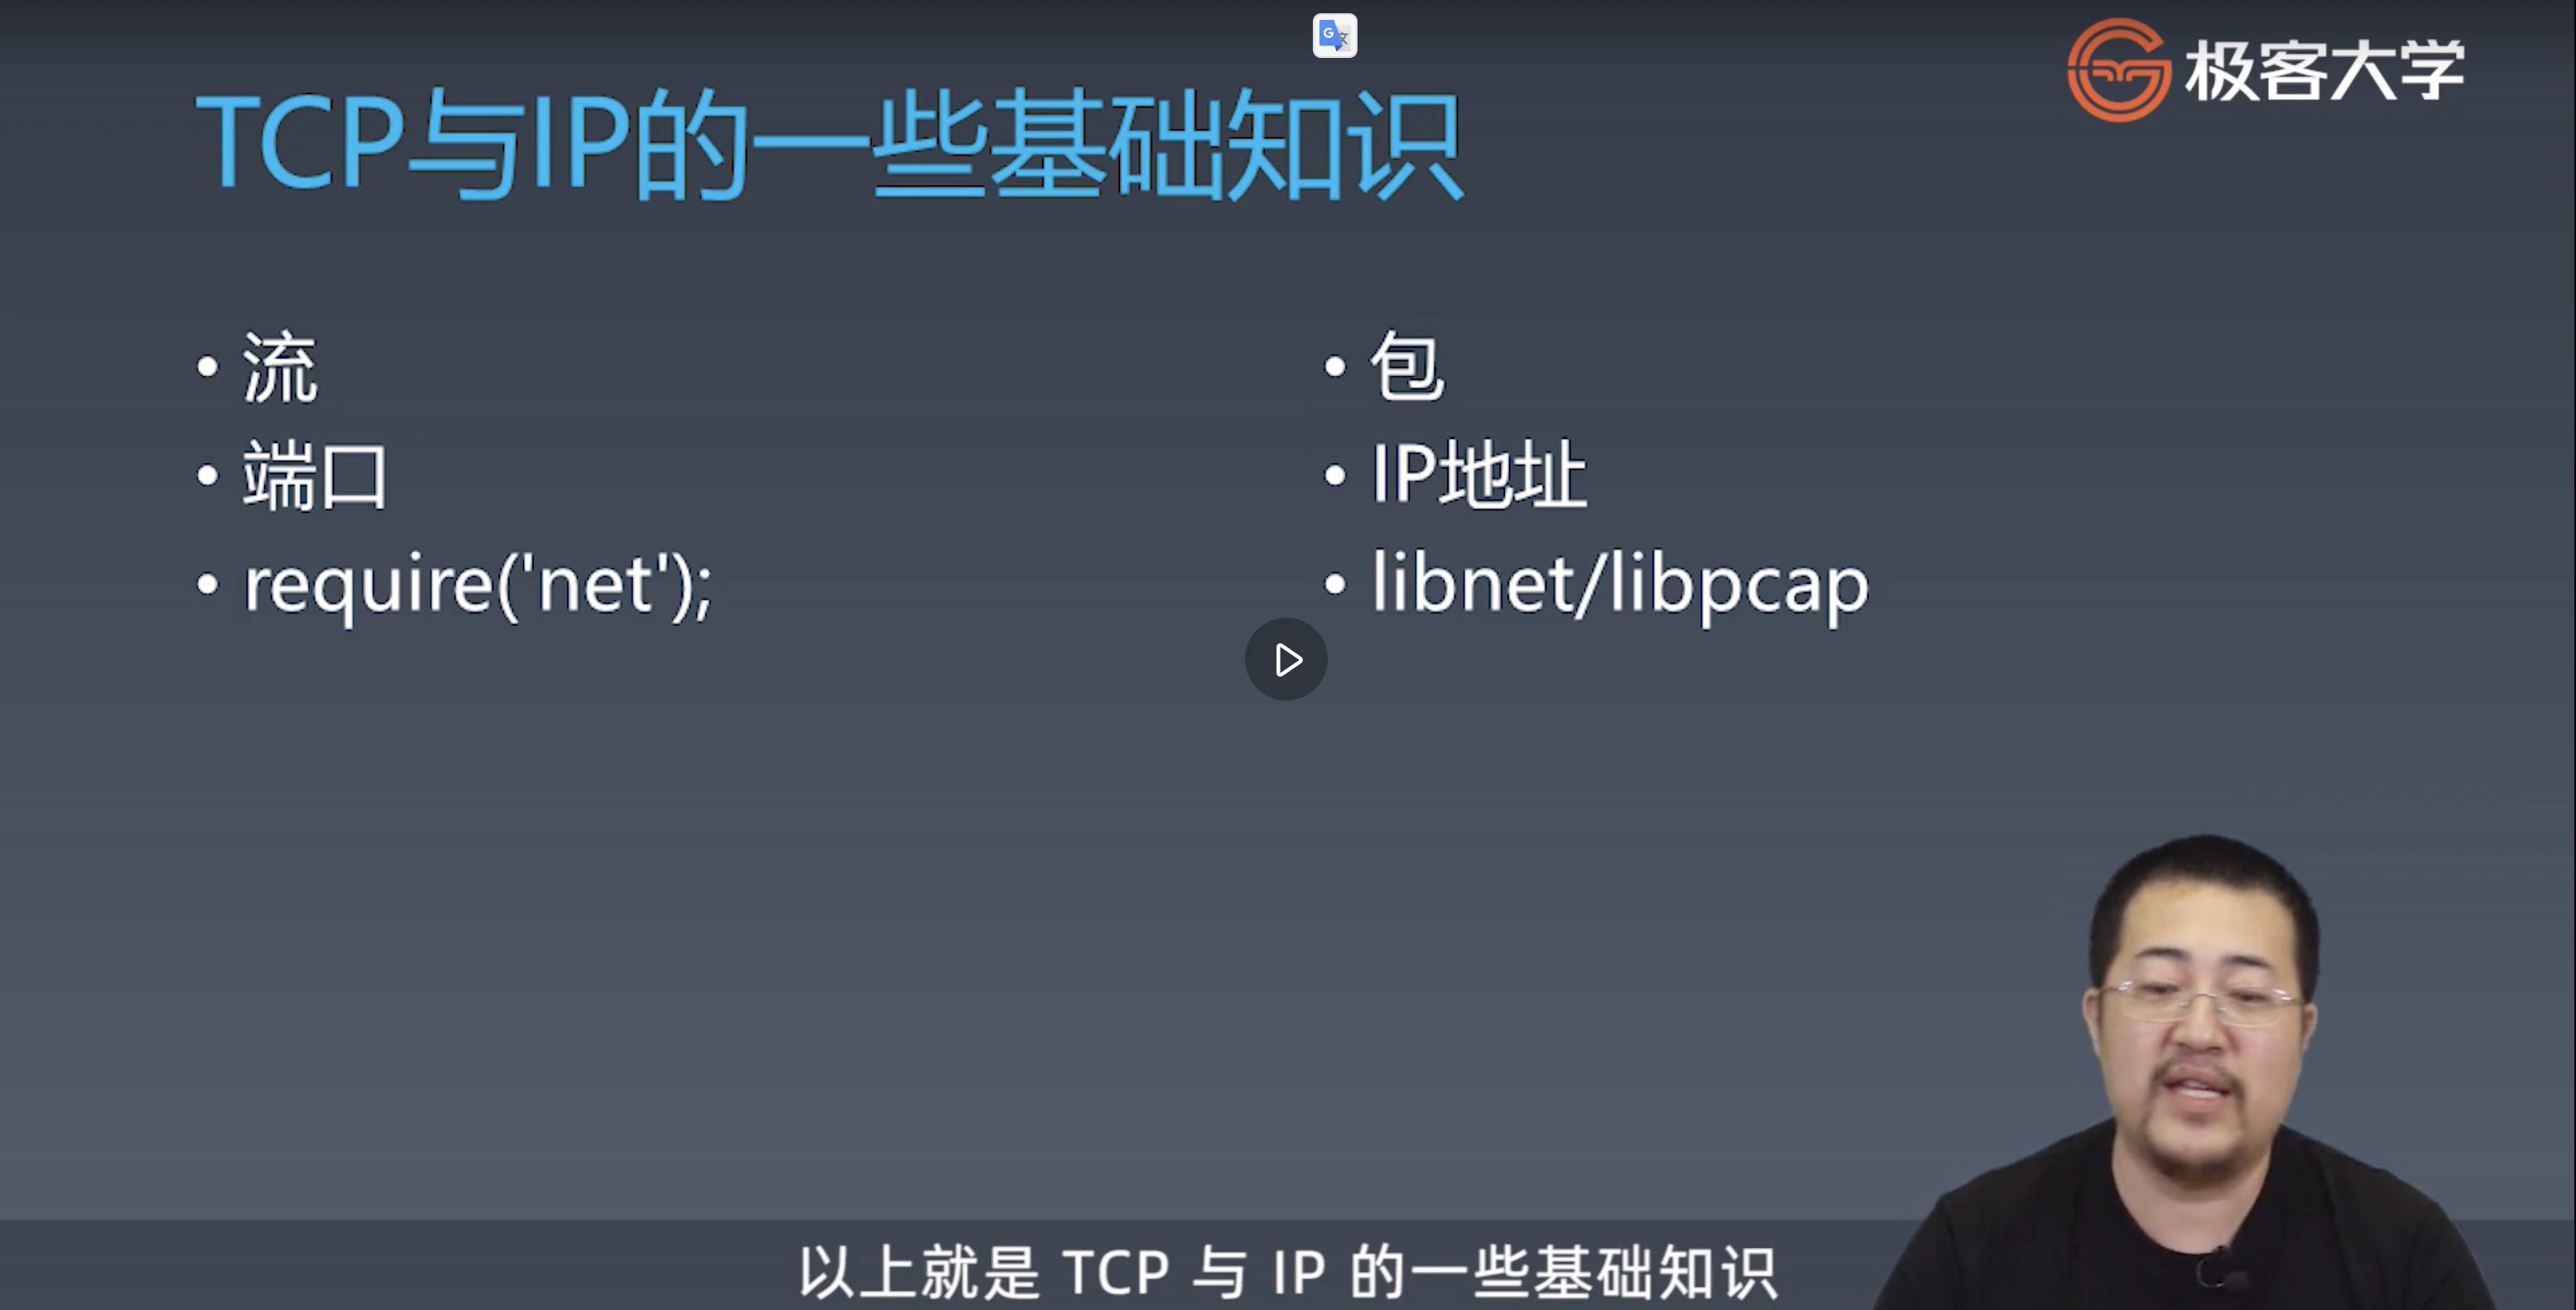 极客大学
TCP与IP的一些基础知识
• 流
• 端口
• require('net');
• 包
• IP地址
• libnet/libpcap
以上就是 TCP 与 IP 的一些基础知识